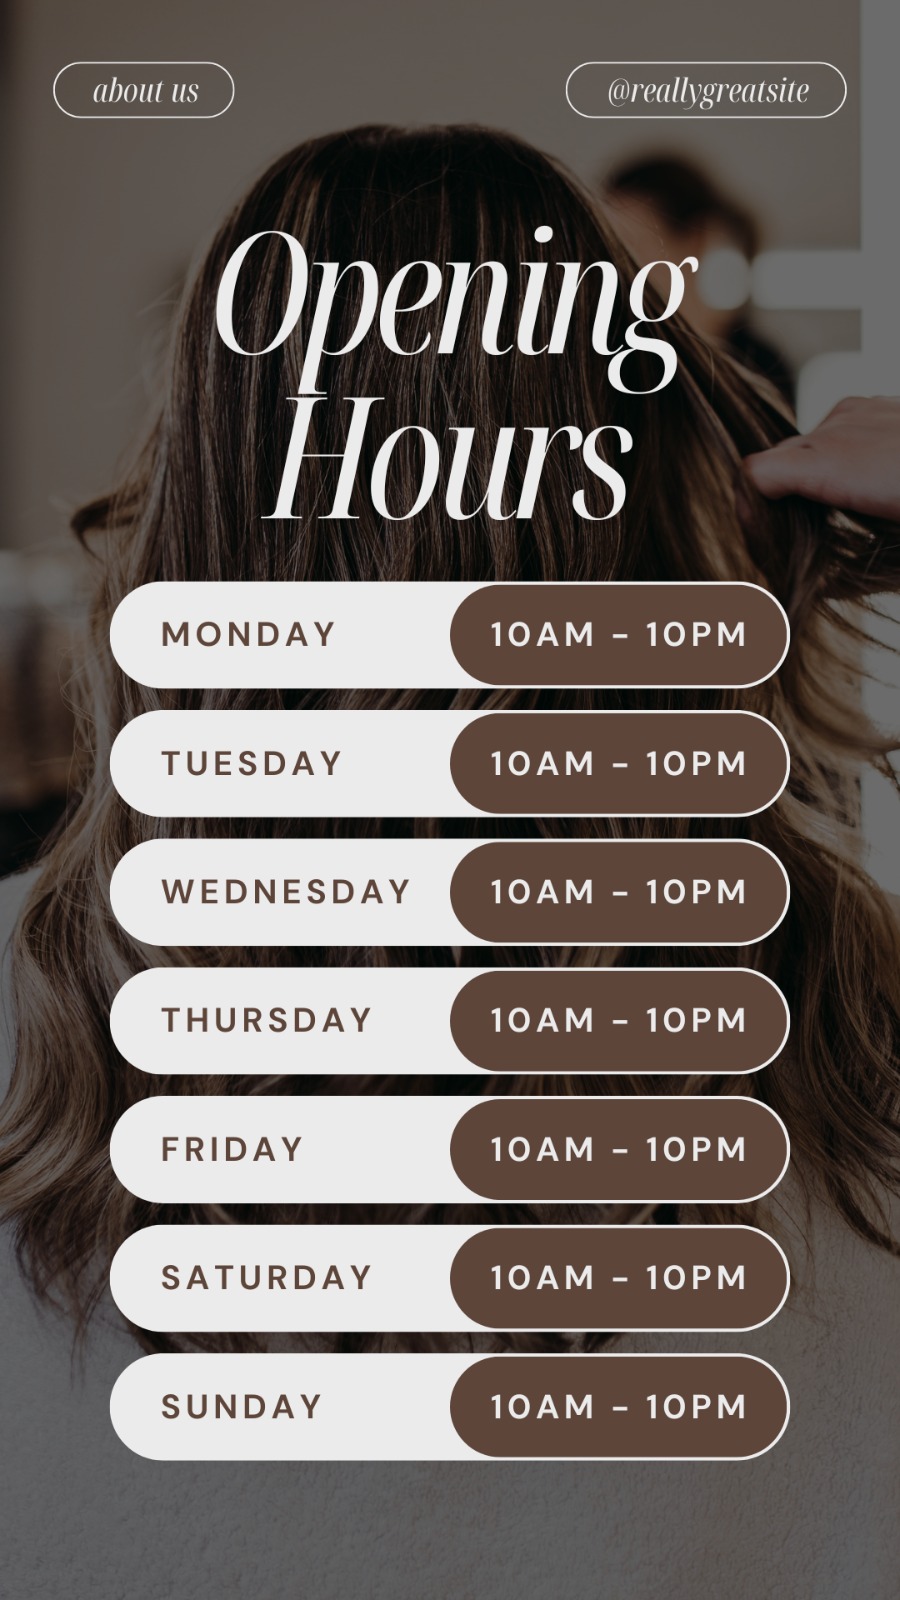 about us
@reallygreatsite
Opening
Hours
MONDAY 10AM – 10PM
TUESDAY 10AM – 10PM
WEDNESDAY 10AM – 10PM
THURSDAY 10AM – 10PM
FRIDAY 10AM – 10PM
SATURDAY 10AM – 10PM
SUNDAY 10AM – 10PM